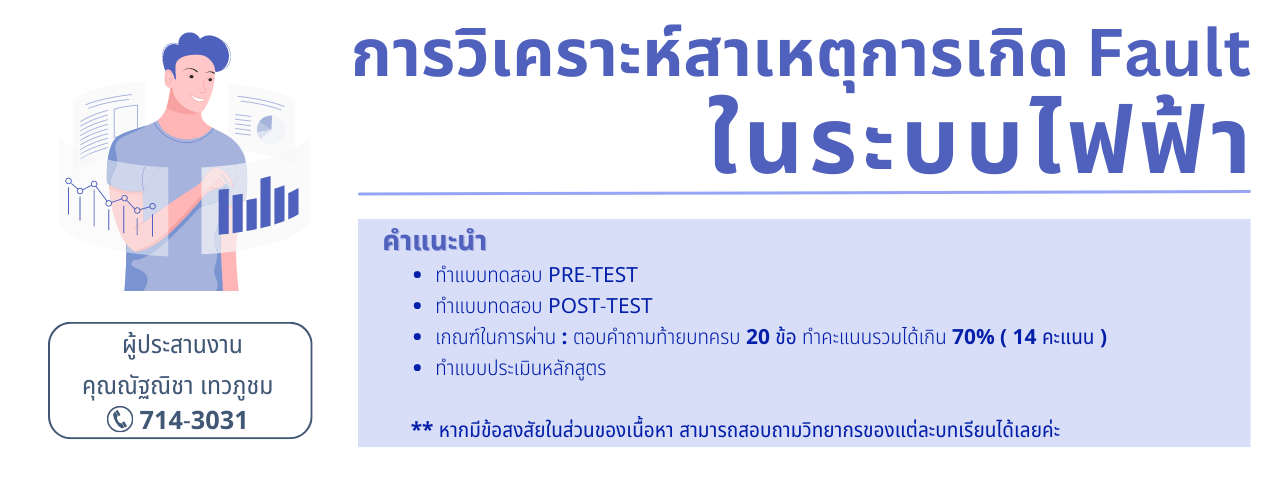 การวิเคราะห์สาเหตุการเกิด Fault
ในระบบไฟฟ้า
คำแนะนำ
• ทำแบบทดสอบ PRE-TEST
• ทำแบบทดสอบ POST-TEST
• เกณฑ์ในการผ่าน : ตอบคำถามท้ายบทครบ 20 ข้อ ทำคะแนนรวมได้เกิน 70% ( 14 คะแนน )
• ทำแบบประเมินหลักสูตร
** หากมีข้อสงสัยในส่วนของเนื้อหา สามารถสอบถามวิทยากรของแต่ละบทเรียนได้เลยค่ะ
ผู้ประสานงาน
คุณณัฐณิชา เทวภูชม
714-3031